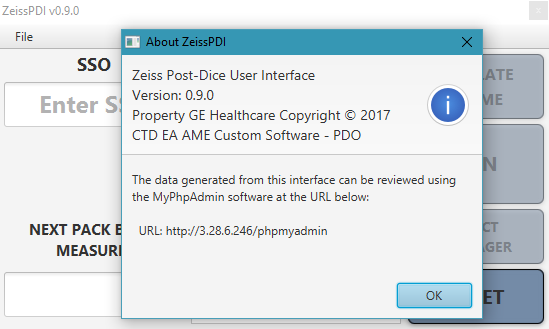 ZeissPDI v0.9.0
File
About ZeissPDI
SSO
Enter
Zeiss Post-Dice User Interface
Version: 0.9.0
Property GE Healthcare Copyright © 2017
CTD EA AME Custom Software - PDO
The data generated from this interface can be reviewed using
the MyPhpAdmin software at the URL below:
URL: http://3.28.6.246/phpmyadmin
NEXT PACK
OK